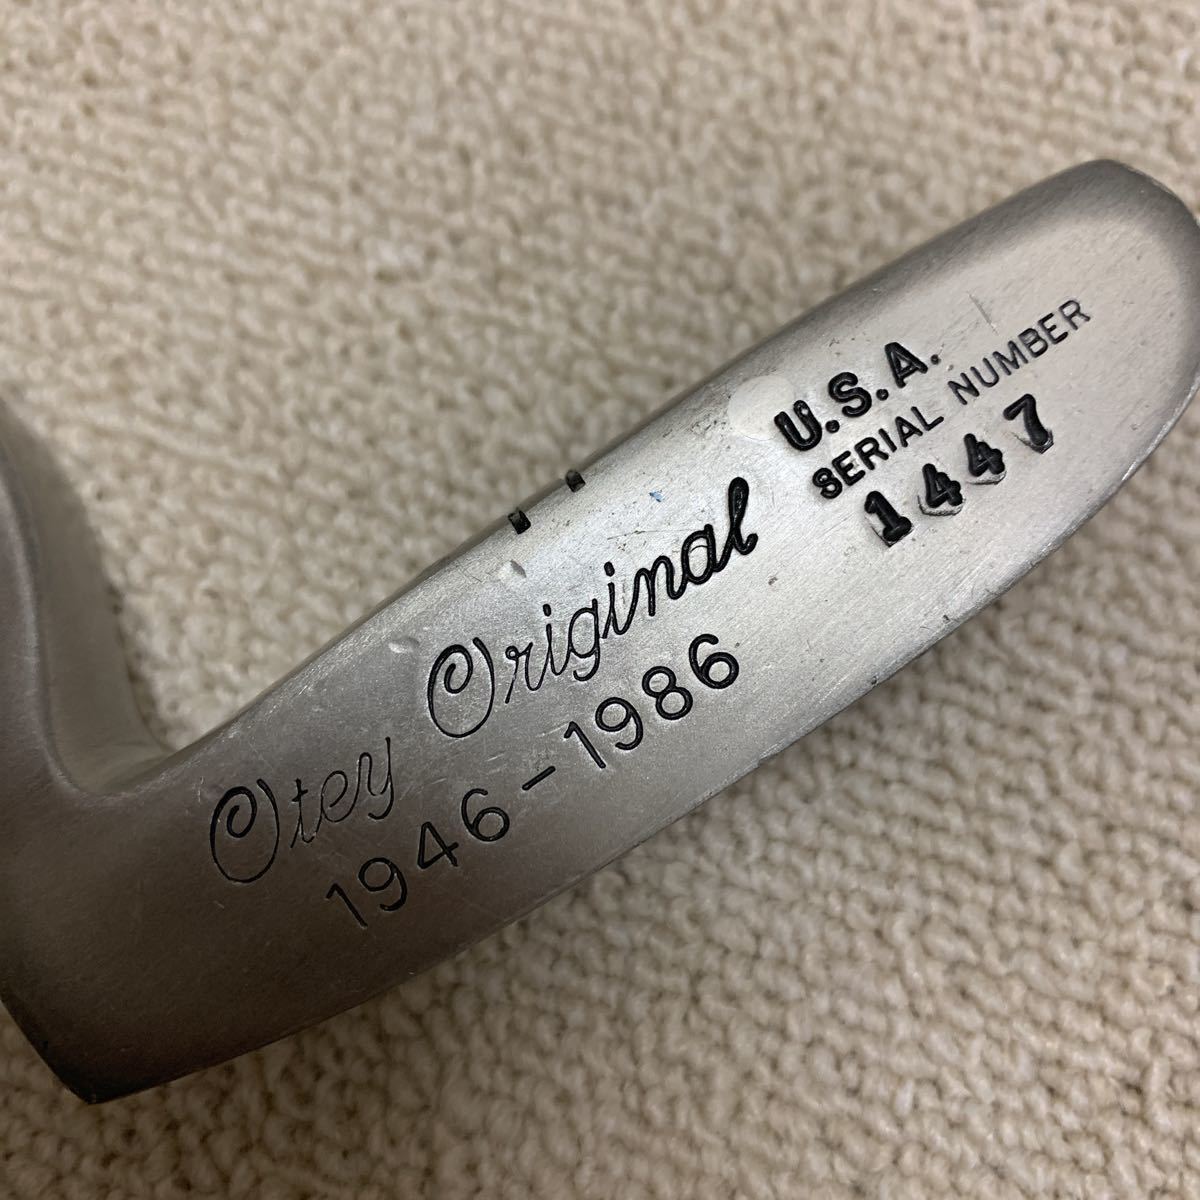 Otey Original
1946-1986
U.S.A.
SERIAL NUMBER
1447